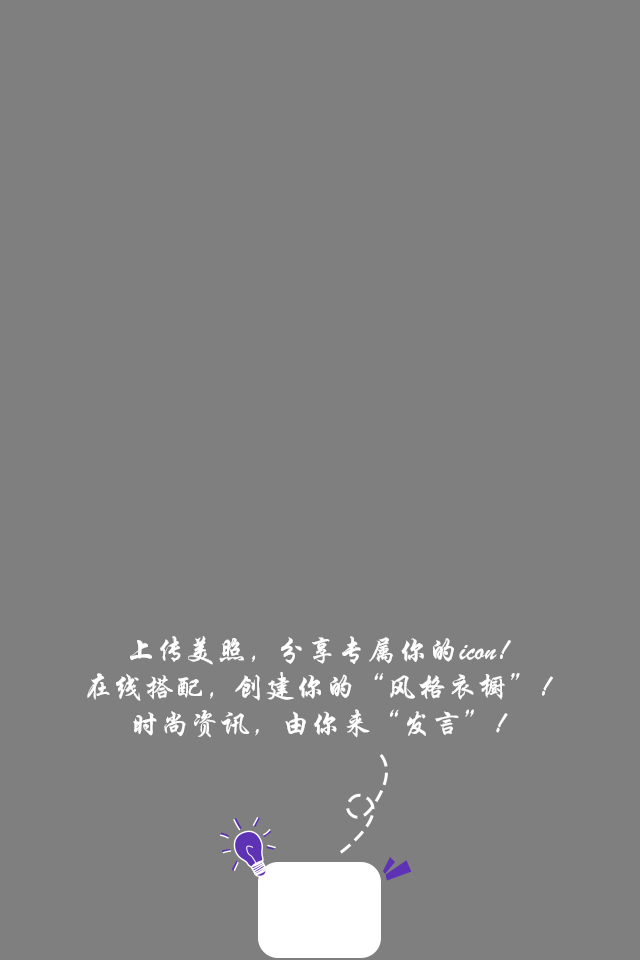 上传美照，分享专属你的icon！
在线搭配，创建你的“风格衣橱”！
时尚资讯，由你来“发言”！